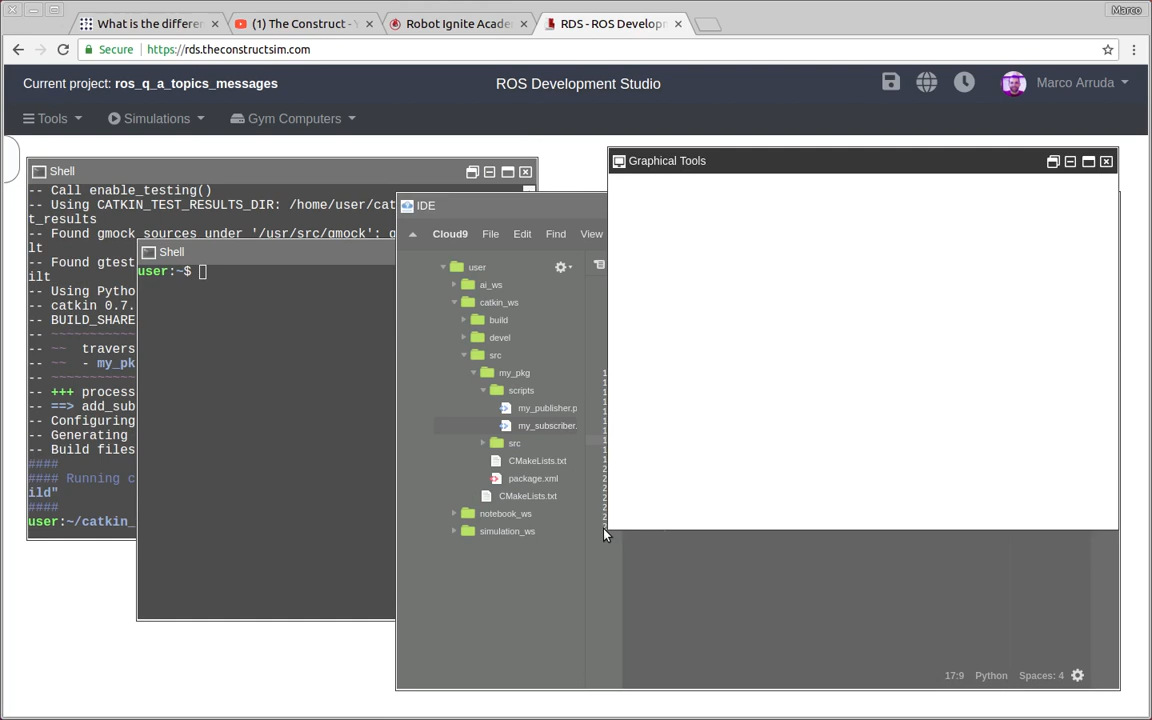 Marco
What is the differen
(1) The Construct - Y
Robot Ignite Acade
RDS - ROS Developm
Secure
https://rds.theconstructsim.com
Current project: ros_q_a_topics_messages
ROS Development Studio
Marco Arruda
Tools
Simulations
Gym Computers
Shell
-- Call enable_testing()
-- Using CATKIN_TEST_RESULTS_DIR: /home/user/cat
t_results
-- Found gmock sources under '/usr/src/gmock': g
lt
-- Found gtest
ilt
-- Using Pytho
-- catkin 0.7.
-- BUILD_SHARE
-- ~~~~~~~~~~~
-- ~~ travers
-- ~~ - my_pk
-- ~~~~~~~~~~~
-- +++ process
-- ==> add_sub
-- Configuring
-- Generating
-- Build files
####
#### Running c
ild"
####
user:~/catkin_
Shell
user:~$
IDE
Cloud9 File Edit Find View
user
ai_ws
catkin_ws
build
devel
src
my_pkg
scripts
my_publisher.p
my_subscriber.
src
CMakeLists.txt
package.xml
CMakeLists.txt
notebook_ws
simulation_ws
17:9 Python Spaces: 4
Graphical Tools